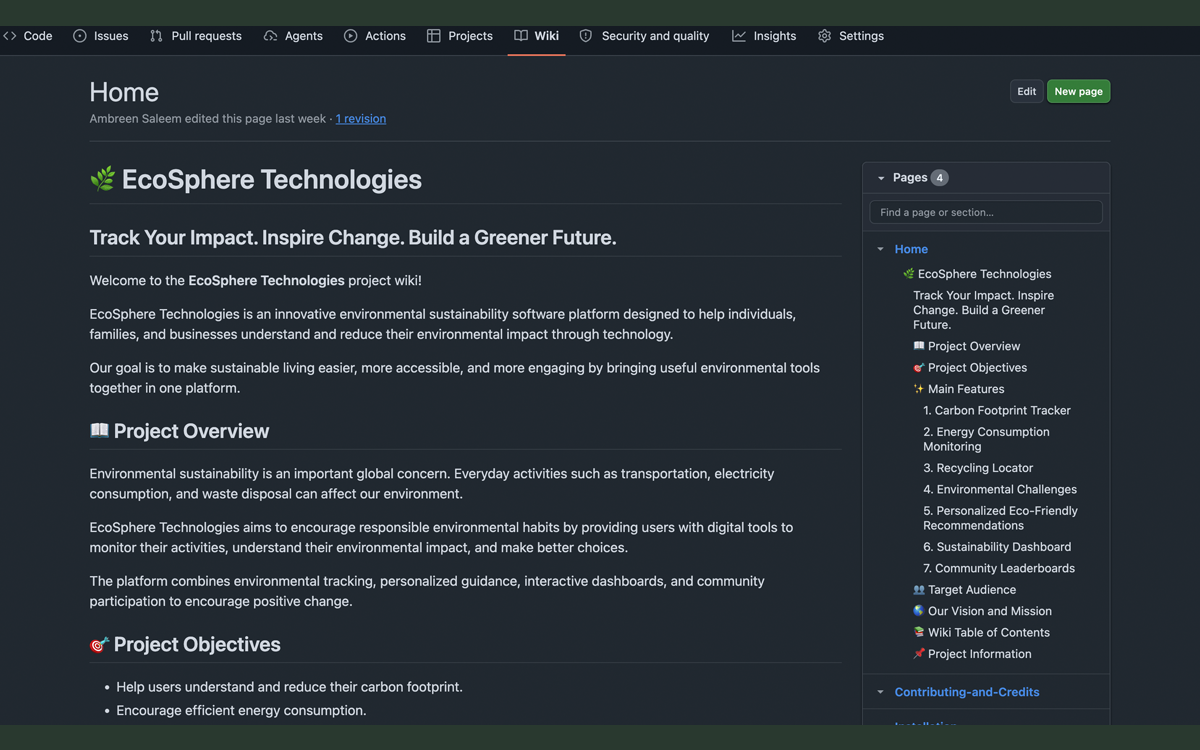 Code Issues Pull requests Agents Actions Projects Wiki Security and quality Insights Settings
Home
Edit New page
Ambreen Saleem edited this page last week · 1 revision
🌿 EcoSphere Technologies
Track Your Impact. Inspire Change. Build a Greener Future.
Welcome to the EcoSphere Technologies project wiki!
EcoSphere Technologies is an innovative environmental sustainability software platform designed to help individuals,
families, and businesses understand and reduce their environmental impact through technology.
Our goal is to make sustainable living easier, more accessible, and more engaging by bringing useful environmental tools
together in one platform.
📖 Project Overview
Environmental sustainability is an important global concern. Everyday activities such as transportation, electricity
consumption, and waste disposal can affect our environment.
EcoSphere Technologies aims to encourage responsible environmental habits by providing users with digital tools to
monitor their activities, understand their environmental impact, and make better choices.
The platform combines environmental tracking, personalized guidance, interactive dashboards, and community
participation to encourage positive change.
🎯 Project Objectives
• Help users understand and reduce their carbon footprint.
• Encourage efficient energy consumption.
Pages 4
Find a page or section...
Home
🌿 EcoSphere Technologies
Track Your Impact. Inspire
Change. Build a Greener
Future.
📖 Project Overview
🎯 Project Objectives
✨ Main Features
1. Carbon Footprint Tracker
2. Energy Consumption
Monitoring
3. Recycling Locator
4. Environmental Challenges
5. Personalized Eco-Friendly
Recommendations
6. Sustainability Dashboard
7. Community Leaderboards
👥 Target Audience
🌎 Our Vision and Mission
📚 Wiki Table of Contents
📌 Project Information
Contributing-and-Credits